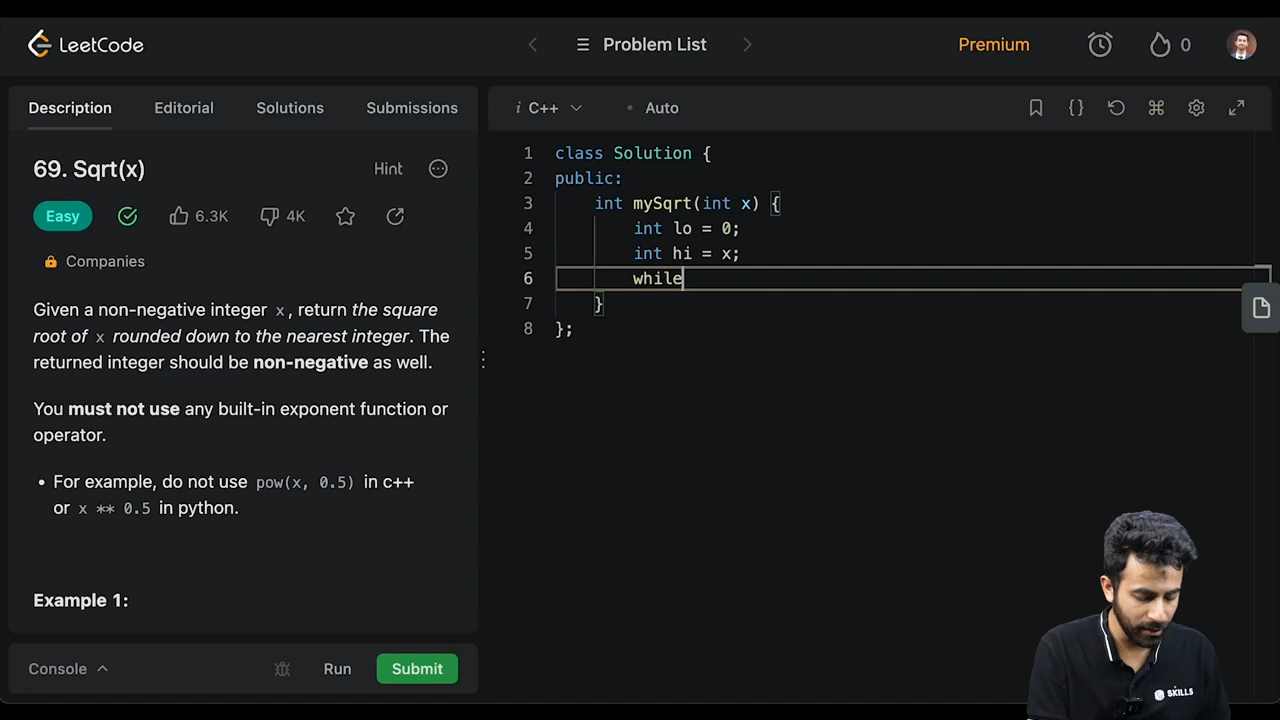 LeetCode
Problem List
Premium
0
Description Editorial Solutions Submissions
69. Sqrt(x)
Hint
Easy
6.3K
4K
Companies
Given a non-negative integer x, return the square
root of x rounded down to the nearest integer. The
returned integer should be non-negative as well.
You must not use any built-in exponent function or
operator.
• For example, do not use pow(x, 0.5) in c++
or x ** 0.5 in python.
Example 1:
Console
Run
Submit
i C++
• Auto
1 class Solution {
2 public:
3 int mySqrt(int x) {
4 int lo = 0;
5 int hi = x;
6 while
7 }
8 };
SKILLS